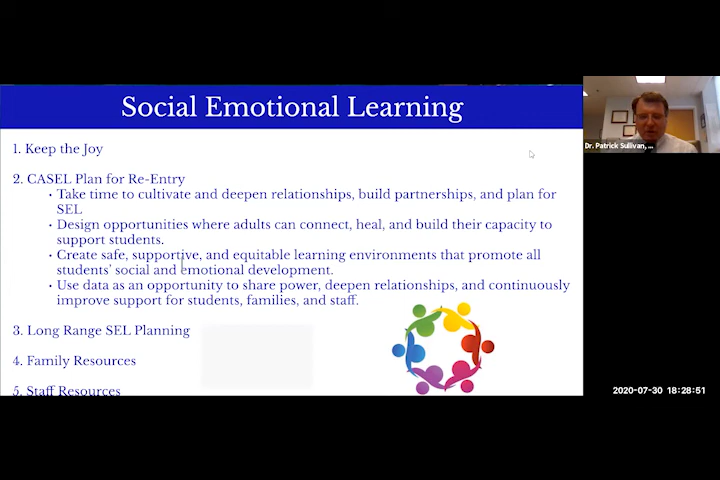 Social Emotional Learning
1. Keep the Joy
2. CASEL Plan for Re-Entry
• Take time to cultivate and deepen relationships, build partnerships, and plan for
SEL
• Design opportunities where adults can connect, heal, and build their capacity to
support students.
• Create safe, supportive, and equitable learning environments that promote all
students' social and emotional development.
• Use data as an opportunity to share power, deepen relationships, and continuously
improve support for students, families, and staff.
3. Long Range SEL Planning
4. Family Resources
5. Staff Resources
Dr. Patrick Sullivan, ...
2020-07-30 18:28:51